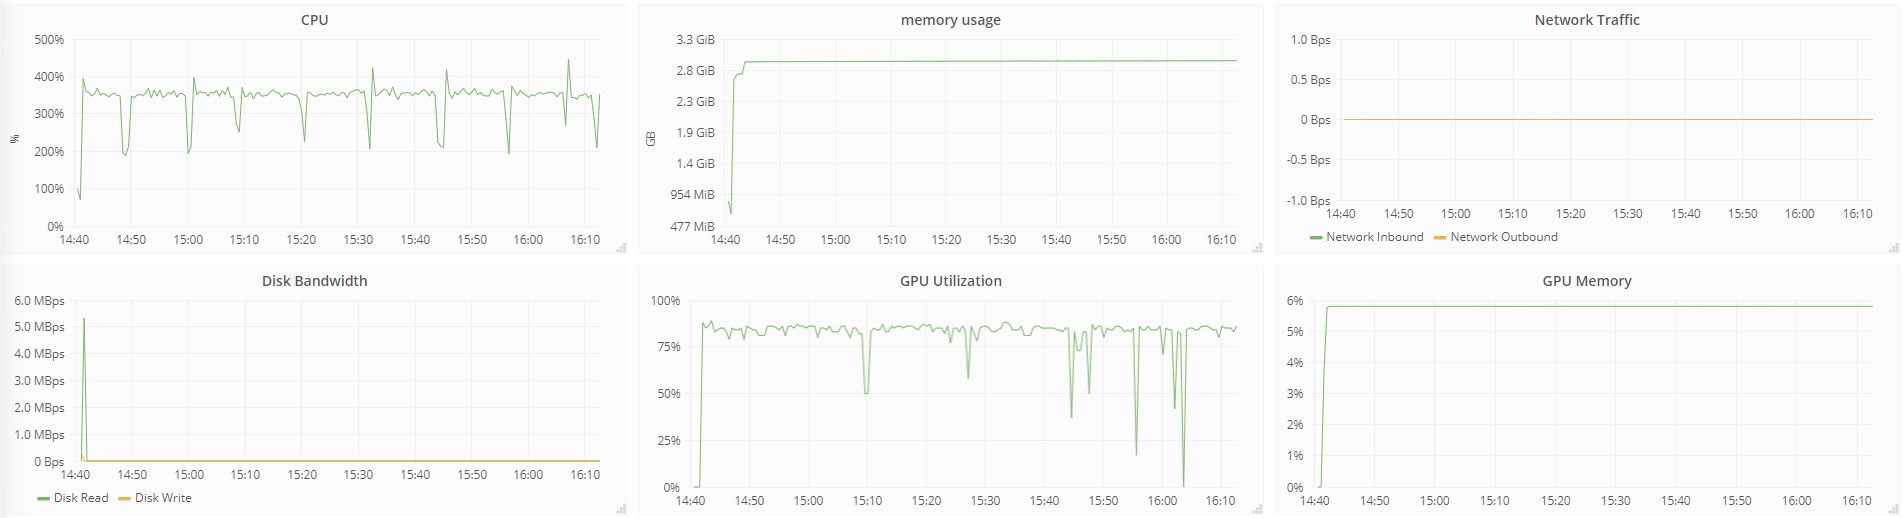 CPU
500%
400%
300%
200%
100%
0%
%
14:40 14:50 15:00 15:10 15:20 15:30 15:40 15:50 16:00 16:10
memory usage
3.3 GiB
2.8 GiB
2.3 GiB
1.9 GiB
1.4 GiB
954 MiB
477 MiB
GB
14:40 14:50 15:00 15:10 15:20 15:30 15:40 15:50 16:00 16:10
Network Traffic
1.0 Bps
0.5 Bps
0 Bps
-0.5 Bps
-1.0 Bps
14:40 14:50 15:00 15:10 15:20 15:30 15:40 15:50 16:00 16:10
Network Inbound Network Outbound
Disk Bandwidth
6.0 MBps
5.0 MBps
4.0 MBps
3.0 MBps
2.0 MBps
1.0 MBps
0 Bps
14:40 14:50 15:00 15:10 15:20 15:30 15:40 15:50 16:00 16:10
Disk Read Disk Write
GPU Utilization
100%
75%
50%
25%
0%
14:40 14:50 15:00 15:10 15:20 15:30 15:40 15:50 16:00 16:10
GPU Memory
6%
5%
4%
3%
2%
1%
0%
14:40 14:50 15:00 15:10 15:20 15:30 15:40 15:50 16:00 16:10